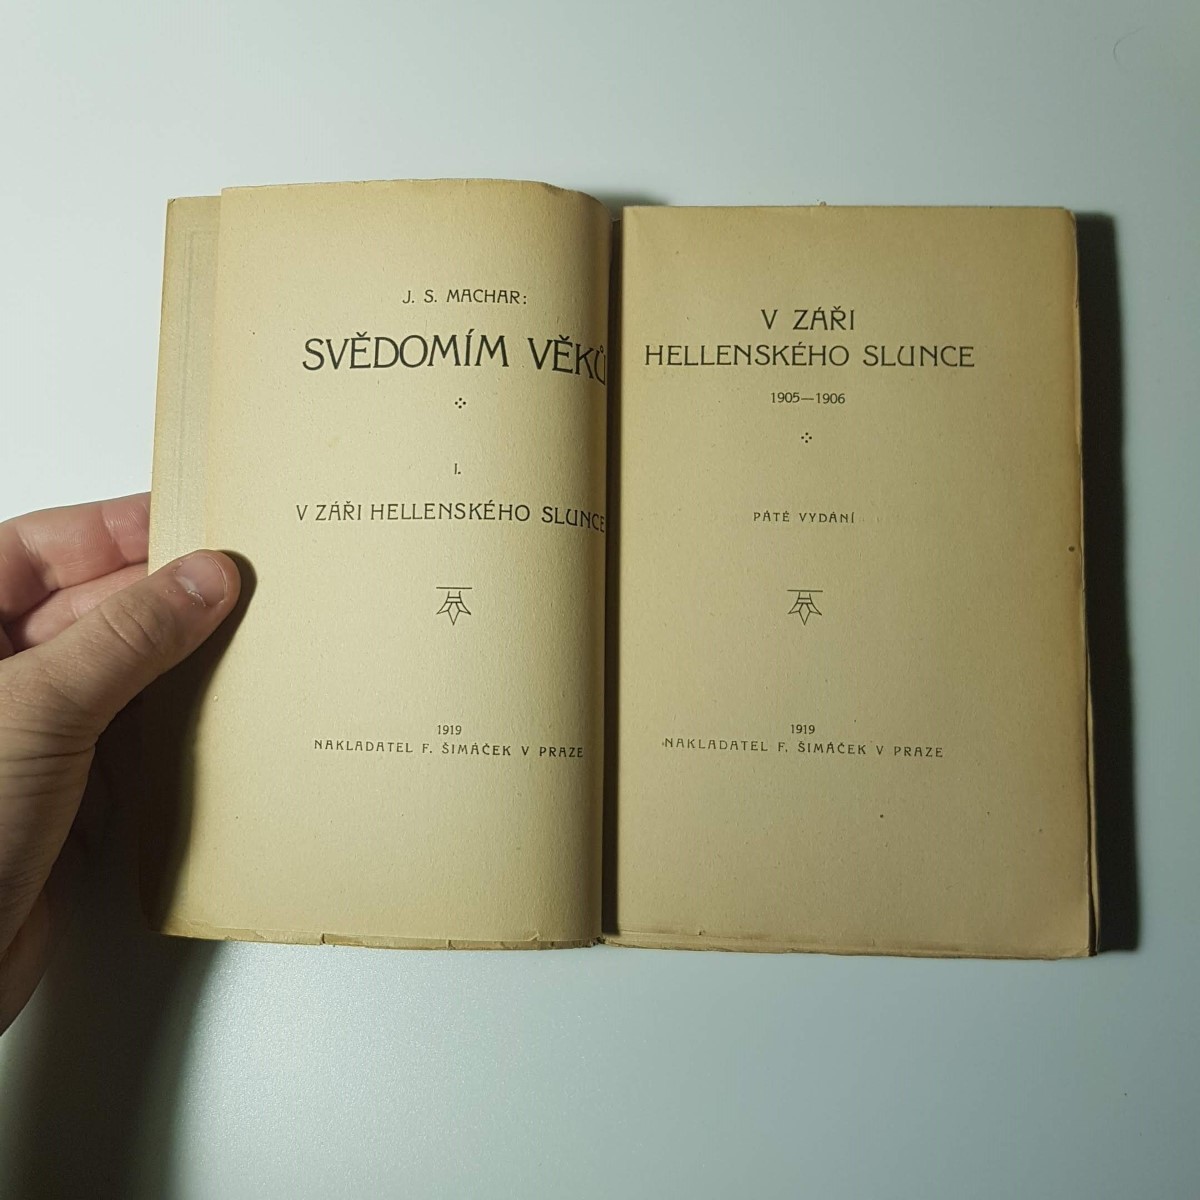 J. S. MACHAR:
SVĚDOMÍM VĚKŮ
I.
V ZÁŘI HELLENSKÉHO SLUNCE
1919
NAKLADATEL F. ŠIMÁČEK V PRAZE
V ZÁŘI
HELLENSKÉHO SLUNCE
1905—1906
PÁTÉ VYDÁNÍ
1919
NAKLADATEL F. ŠIMÁČEK V PRAZE